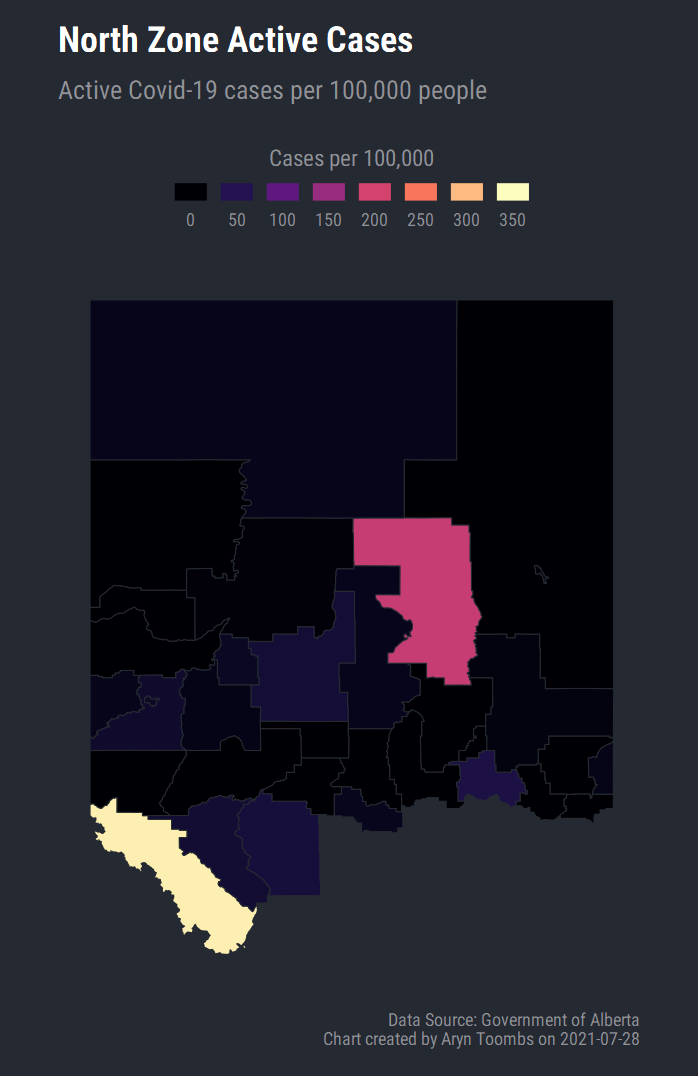 North Zone Active Cases
Active Covid-19 cases per 100,000 people
Cases per 100,000
0 50 100 150 200 250 300 350
Data Source: Government of Alberta
Chart created by Aryn Toombs on 2021-07-28